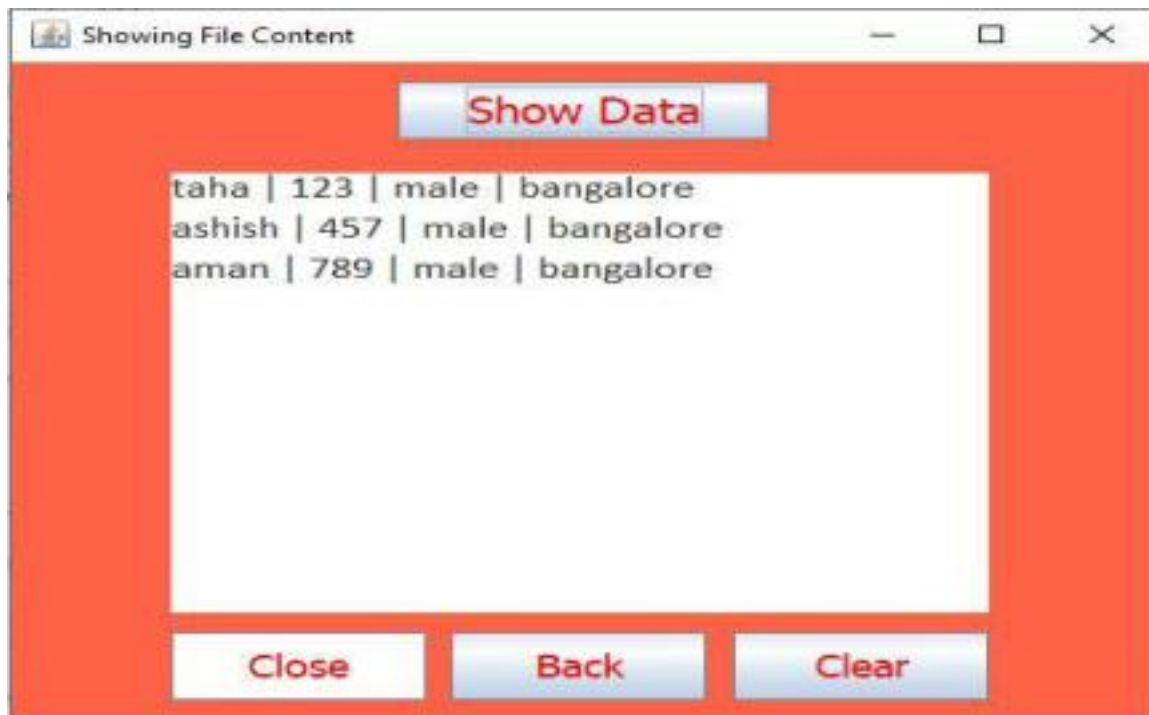 Showing File Content
Show Data
taha | 123 | male | bangalore
ashish | 457 | male | bangalore
aman | 789 | male | bangalore
Close Back Clear